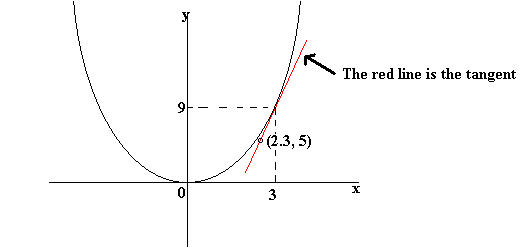 y
The red line is the tangent
9
(2.3, 5)
0
3
x